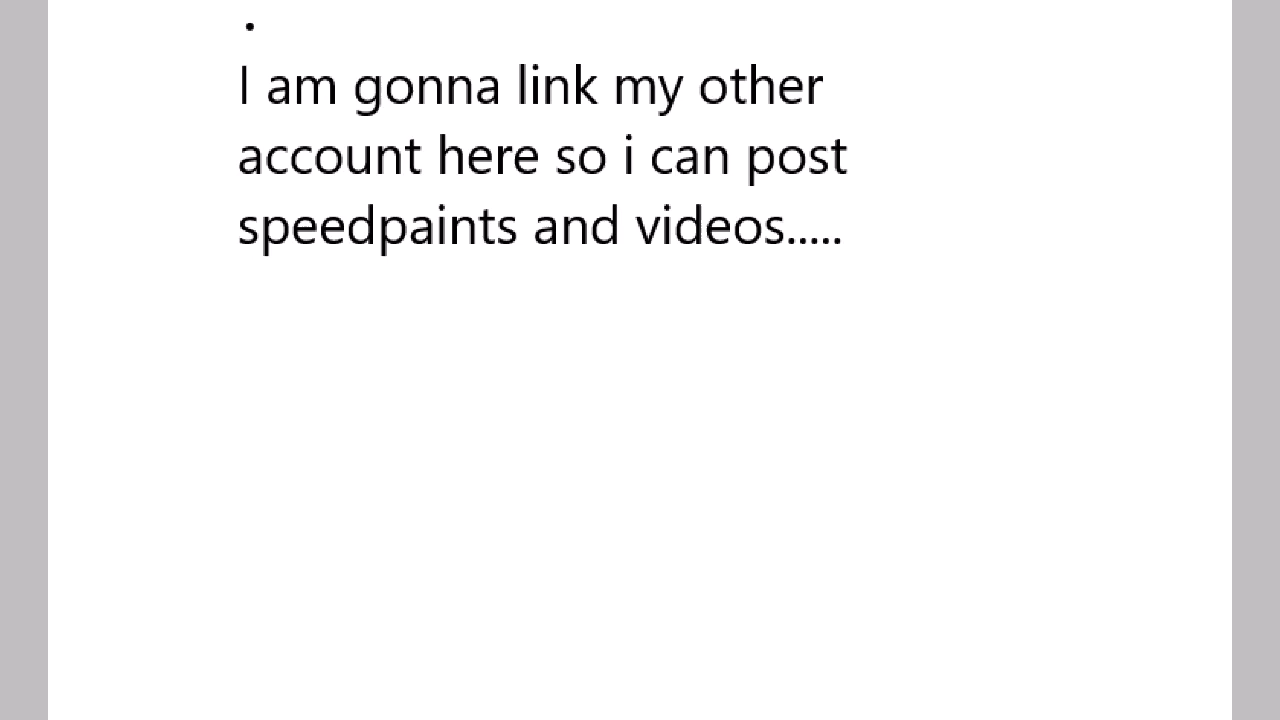 .
I am gonna link my other
account here so i can post
speedpaints and videos.....